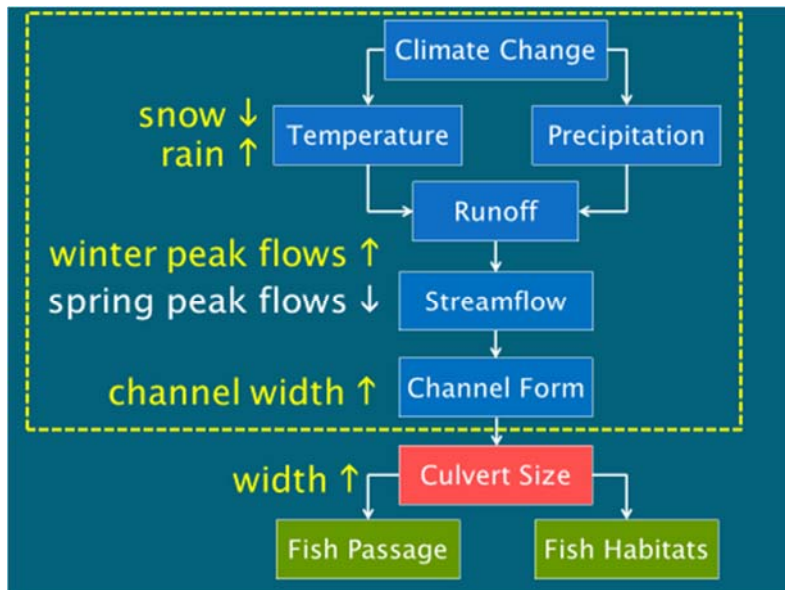 Climate Change
snow ↓
rain ↑
Temperature
Precipitation
Runoff
winter peak flows ↑
spring peak flows ↓
Streamflow
channel width ↑
Channel Form
width ↑
Culvert Size
Fish Passage
Fish Habitats